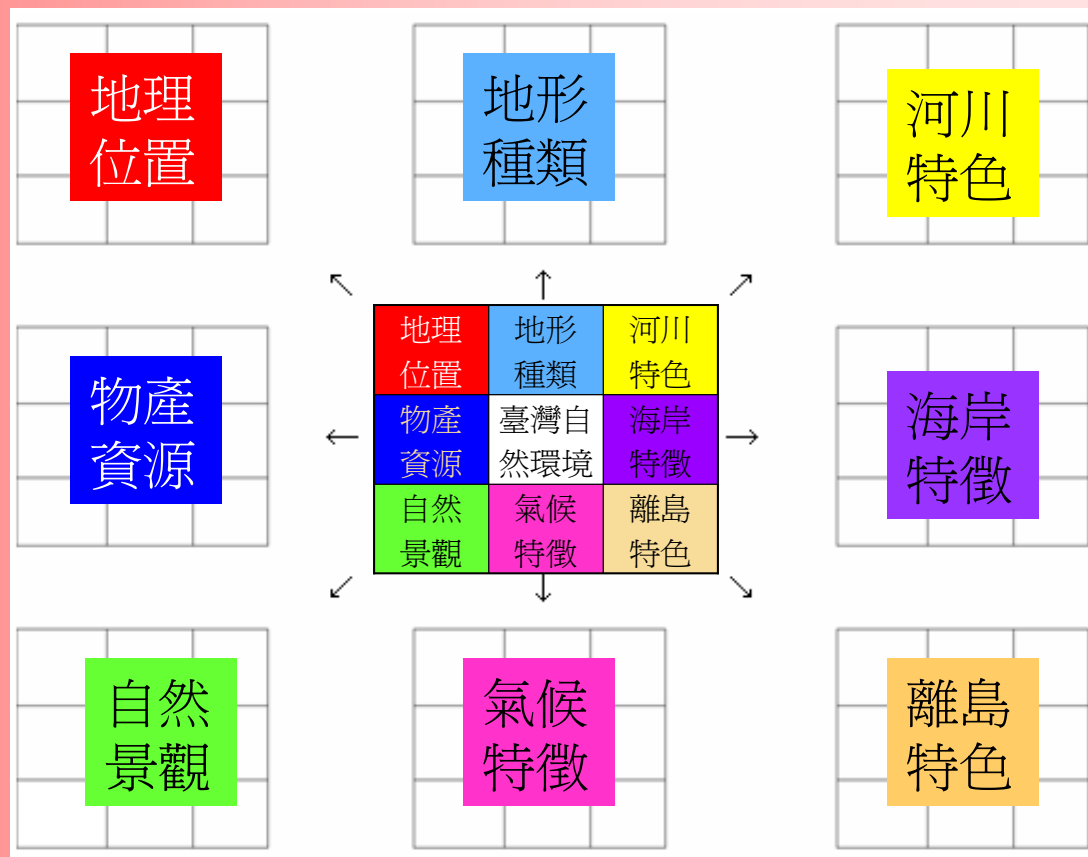 地理
位置
地形
種類
河川
特色
地理
位置
地形
種類
河川
特色
物產
資源
物產
資源
臺灣自
然環境
海岸
特徵
海岸
特徵
自然
景觀
氣候
特徵
離島
特色
自然
景觀
氣候
特徵
離島
特色